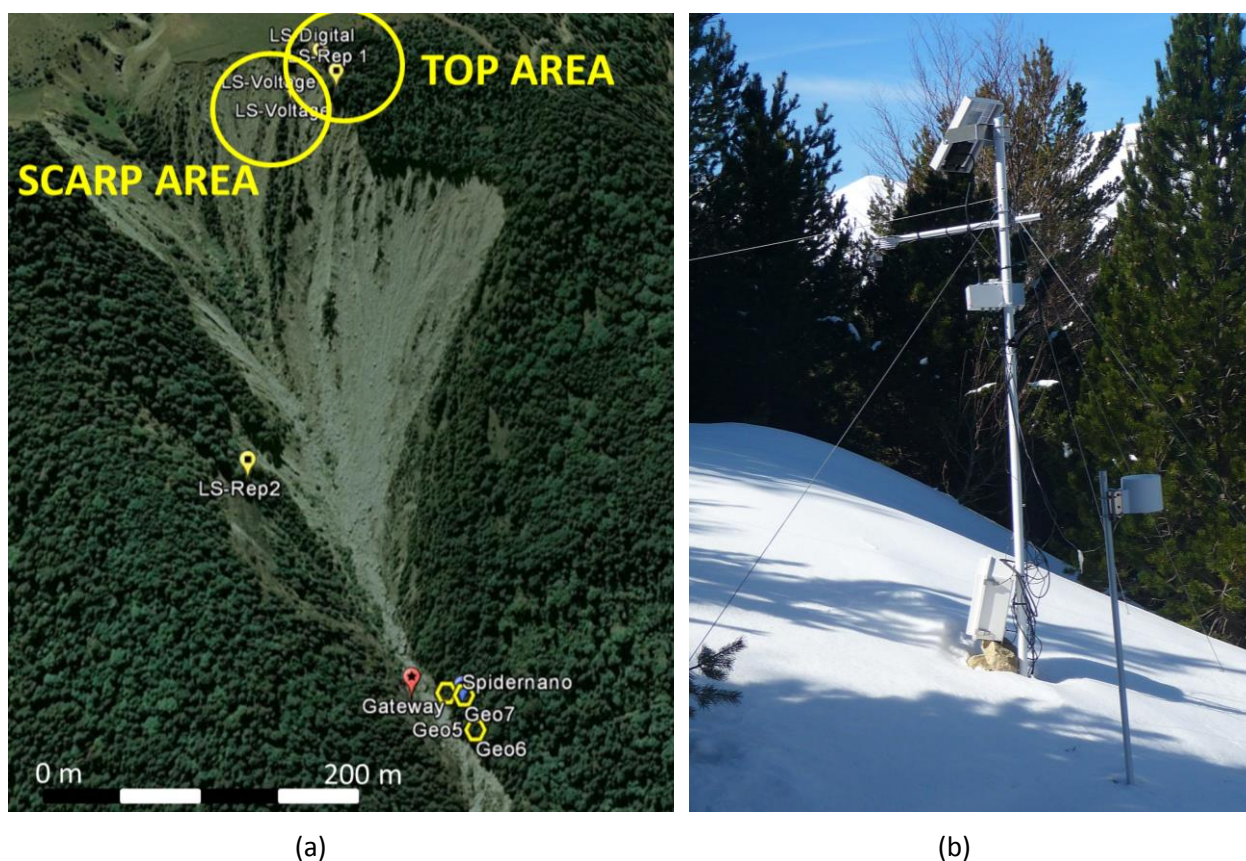 LS Digital
S-Rep 1
TOP AREA
LS-Voltage
LS-Voltage
SCARP AREA
LS-Rep2
Spidernano
Gateway
Geo7
Geo5
Geo6
0 m
200 m
(a)
(b)